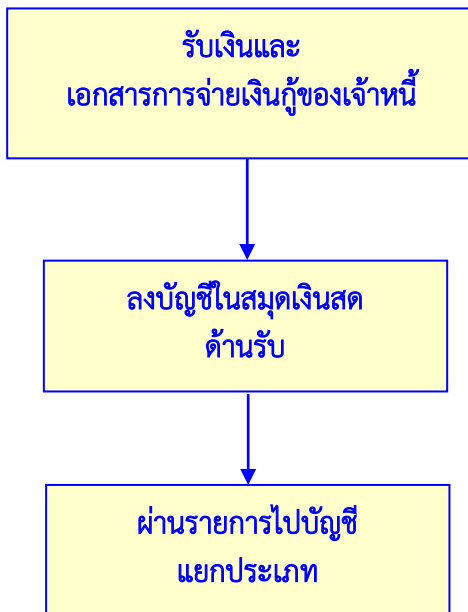 รับเงินและ
เอกสารการจ่ายเงินกู้ของเจ้าหนี้
ลงบัญชีในสมุดเงินสด
ด้านรับ
ผ่านรายการไปบัญชี
แยกประเภท